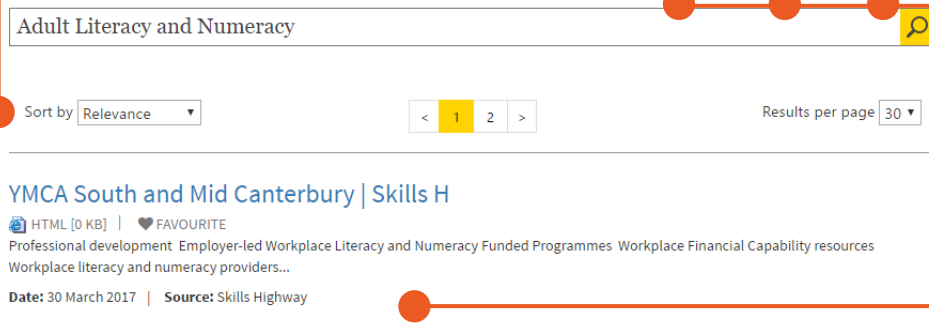 Adult Literacy and Numeracy
Sort by Relevance
< 1 2 >
Results per page 30
YMCA South and Mid Canterbury | Skills H
HTML [0 KB] | FAVOURITE
Professional development Employer-led Workplace Literacy and Numeracy Funded Programmes Workplace Financial Capability resources
Workplace literacy and numeracy providers...
Date: 30 March 2017 | Source: Skills Highway